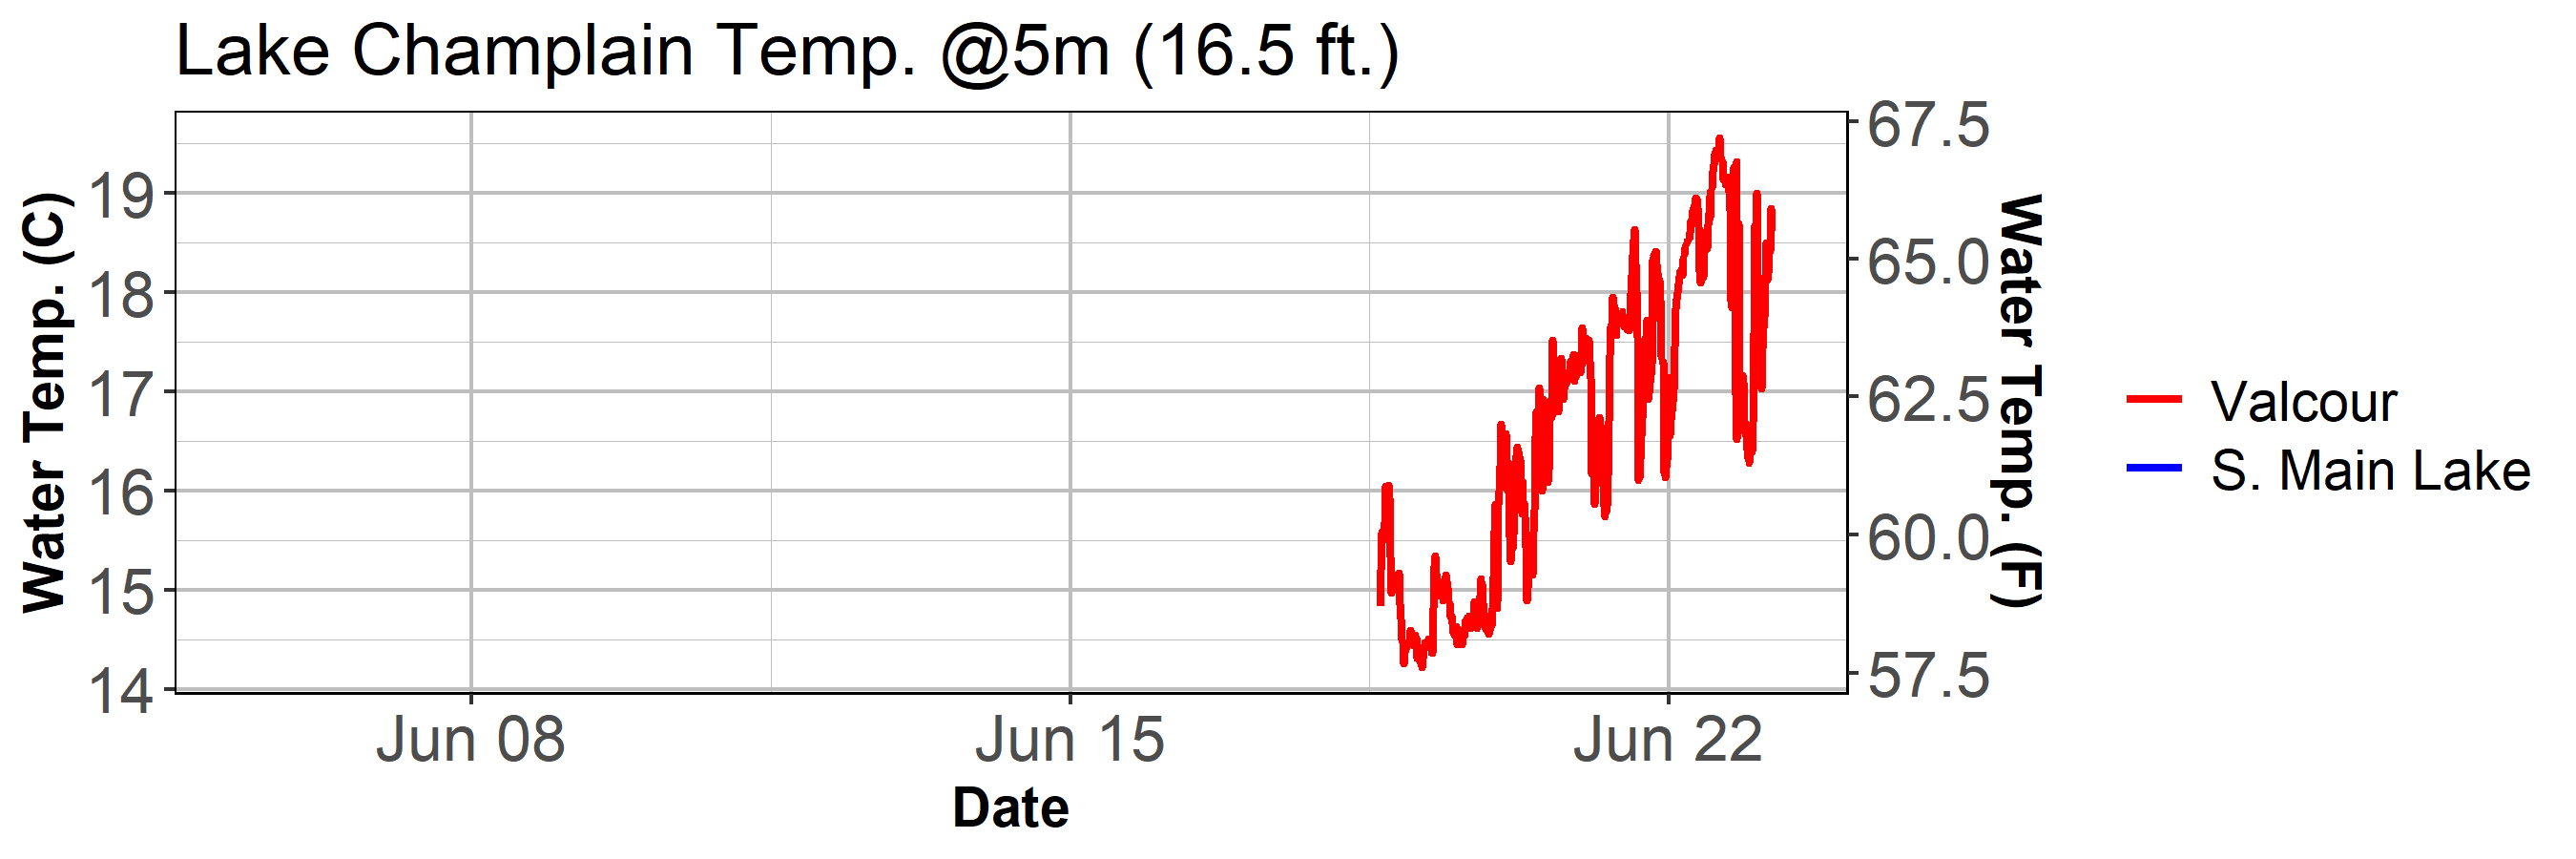 Lake Champlain Temp. @5m (16.5 ft.)
Water Temp. (C)
19
18
17
16
15
14
67.5
65.0
62.5
60.0
57.5
Water Temp. (F)
Jun 08
Jun 15
Jun 22
Date
Valcour
S. Main Lake